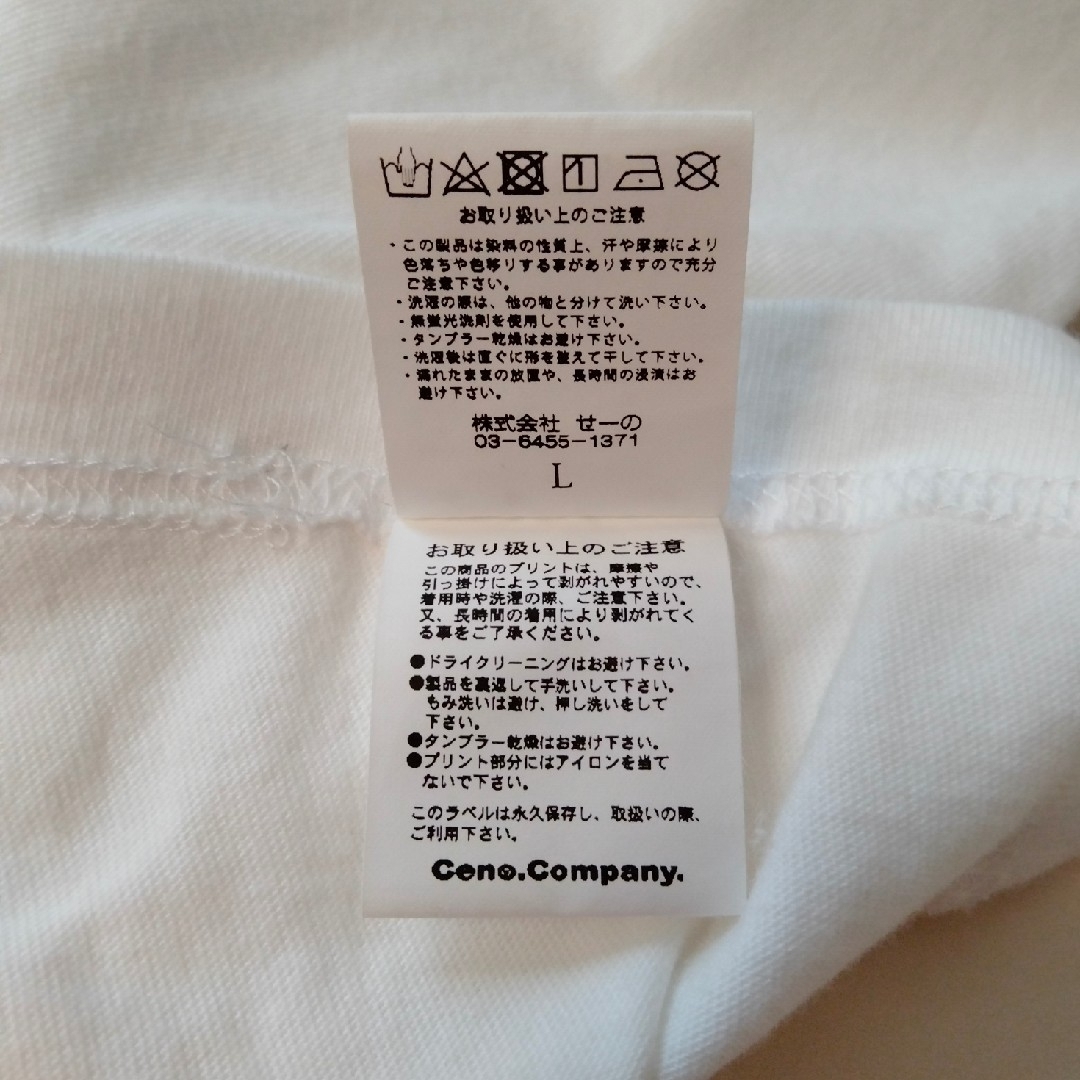 お取り扱い上のご注意
・この製品は染料の性質上、汗や摩擦により
色落ちや色移りする事がありますので充分
ご注意下さい。
・洗濯の際は、他の物と分けて洗い下さい。
・無蛍光洗剤を使用して下さい。
・タンブラー乾燥はお避け下さい。
・洗濯後は直ぐに形を整えて干して下さい。
・濡れたままの放置や、長時間の浸漬はお
避け下さい。
株式会社 せーの
03-6455-1371
L
お取り扱い上のご注意
この商品のプリントは、摩擦や
引っ掛けによって剥がれやすいので、
着用時や洗濯の際、ご注意下さい。
又、長時間の着用により剥がれてく
る事をご了承ください。
●ドライクリーニングはお避け下さい。
●製品を裏返して手洗いして下さい。
もみ洗いは避け、押し洗いをして
下さい。
●タンブラー乾燥はお避け下さい。
●プリント部分にはアイロンを当て
ないで下さい。
このラベルは永久保存し、取扱いの際、
ご利用下さい。
Ceno.Company.